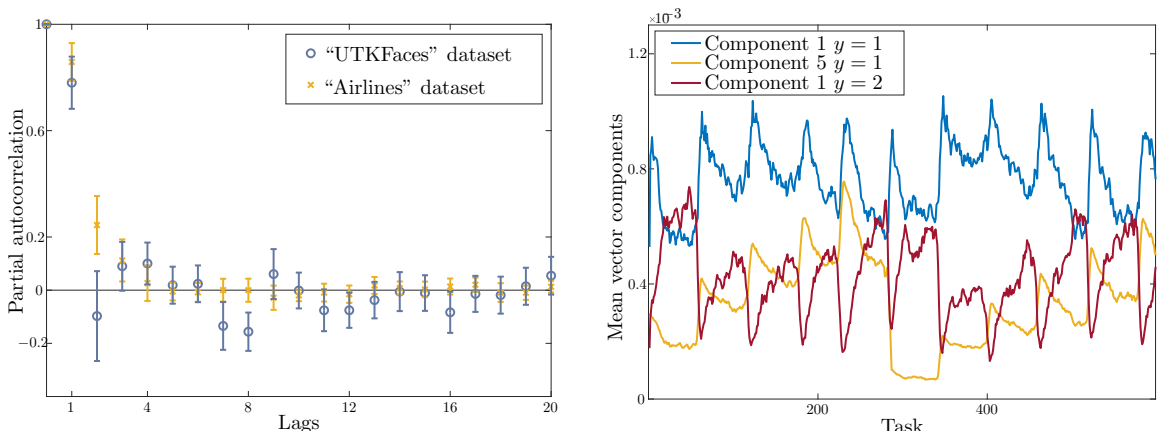 Partial autocorrelation
1
0.6
0.2
0
−0.2
"UTKFaces" dataset
"Airlines" dataset
1 4 8 12 16 20
Lags
×10⁻³
Mean vector components
1.2
0.8
0.4
0
Component 1 y = 1
Component 5 y = 1
Component 1 y = 2
200 400
Task